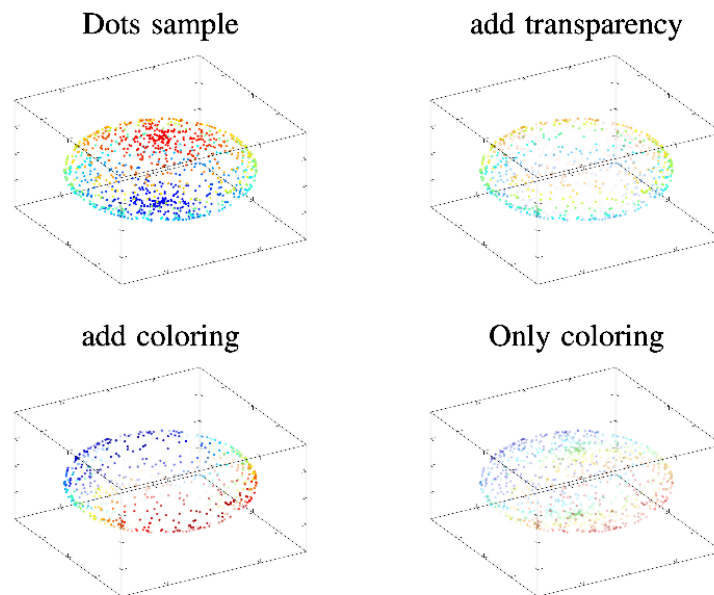 Dots sample
add transparency
add coloring
Only coloring